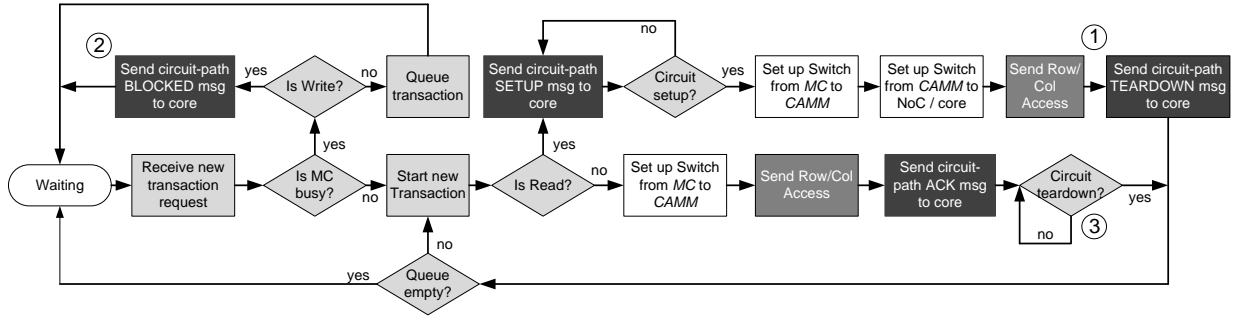 2
Send circuit-path
BLOCKED msg
to core
yes
Is Write?
no
Queue
transaction
Send circuit-path
SETUP msg to
core
no
Circuit
setup?
yes
Set up Switch
from MC to
CAMM
Set up Switch
from CAMM to
NoC / core
Send Row/
Col
Access
1
Send circuit-path
TEARDOWN msg
to core
yes
yes
Waiting
Receive new
transaction
request
Is MC
busy?
no
Start new
Transaction
Is Read?
no
Set up Switch
from MC to
CAMM
Send Row/Col
Access
Send circuit-
path ACK msg
to core
Circuit
teardown?
yes
no
3
no
yes
Queue
empty?